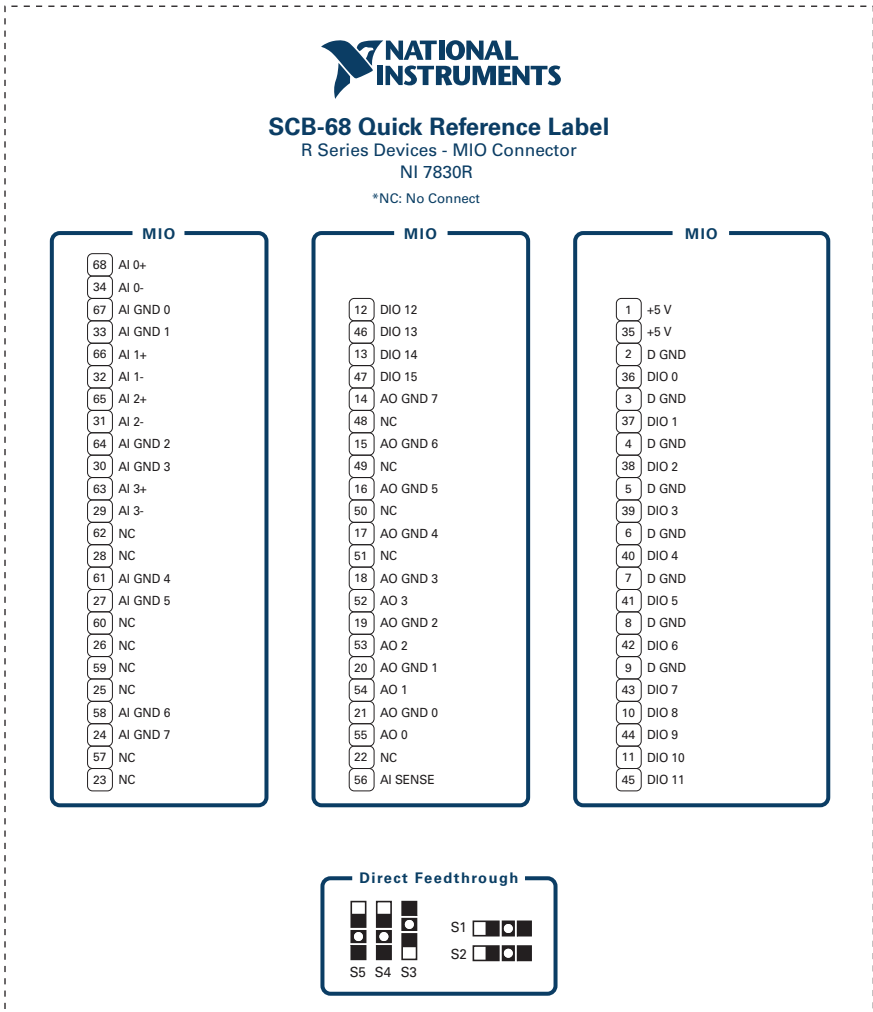 NATIONAL
INSTRUMENTS
SCB-68 Quick Reference Label
R Series Devices - MIO Connector
NI 7830R
*NC: No Connect
MIO
68 AI 0+
34 AI 0-
67 AI GND 0
33 AI GND 1
66 AI 1+
32 AI 1-
65 AI 2+
31 AI 2-
64 AI GND 2
30 AI GND 3
63 AI 3+
29 AI 3-
62 NC
28 NC
61 AI GND 4
27 AI GND 5
60 NC
26 NC
59 NC
25 NC
58 AI GND 6
24 AI GND 7
57 NC
23 NC
MIO
12 DIO 12
46 DIO 13
13 DIO 14
47 DIO 15
14 AO GND 7
48 NC
15 AO GND 6
49 NC
16 AO GND 5
50 NC
17 AO GND 4
51 NC
18 AO GND 3
52 AO 3
19 AO GND 2
53 AO 2
20 AO GND 1
54 AO 1
21 AO GND 0
55 AO 0
22 NC
56 AI SENSE
MIO
1 +5 V
35 +5 V
2 D GND
36 DIO 0
3 D GND
37 DIO 1
4 D GND
38 DIO 2
5 D GND
39 DIO 3
6 D GND
40 DIO 4
7 D GND
41 DIO 5
8 D GND
42 DIO 6
9 D GND
43 DIO 7
10 DIO 8
44 DIO 9
11 DIO 10
45 DIO 11
Direct Feedthrough
S1
S2
S5 S4 S3